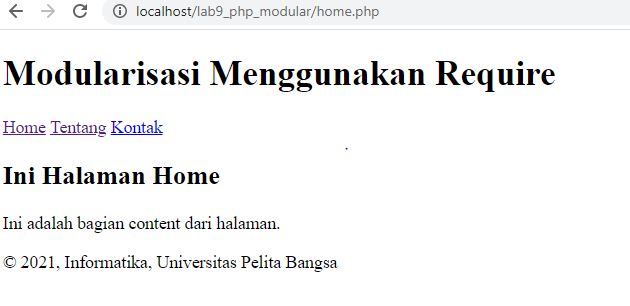 localhost/lab9_php_modular/home.php
Modularisasi Menggunakan Require
Home Tentang Kontak
Ini Halaman Home
Ini adalah bagian content dari halaman.
© 2021, Informatika, Universitas Pelita Bangsa